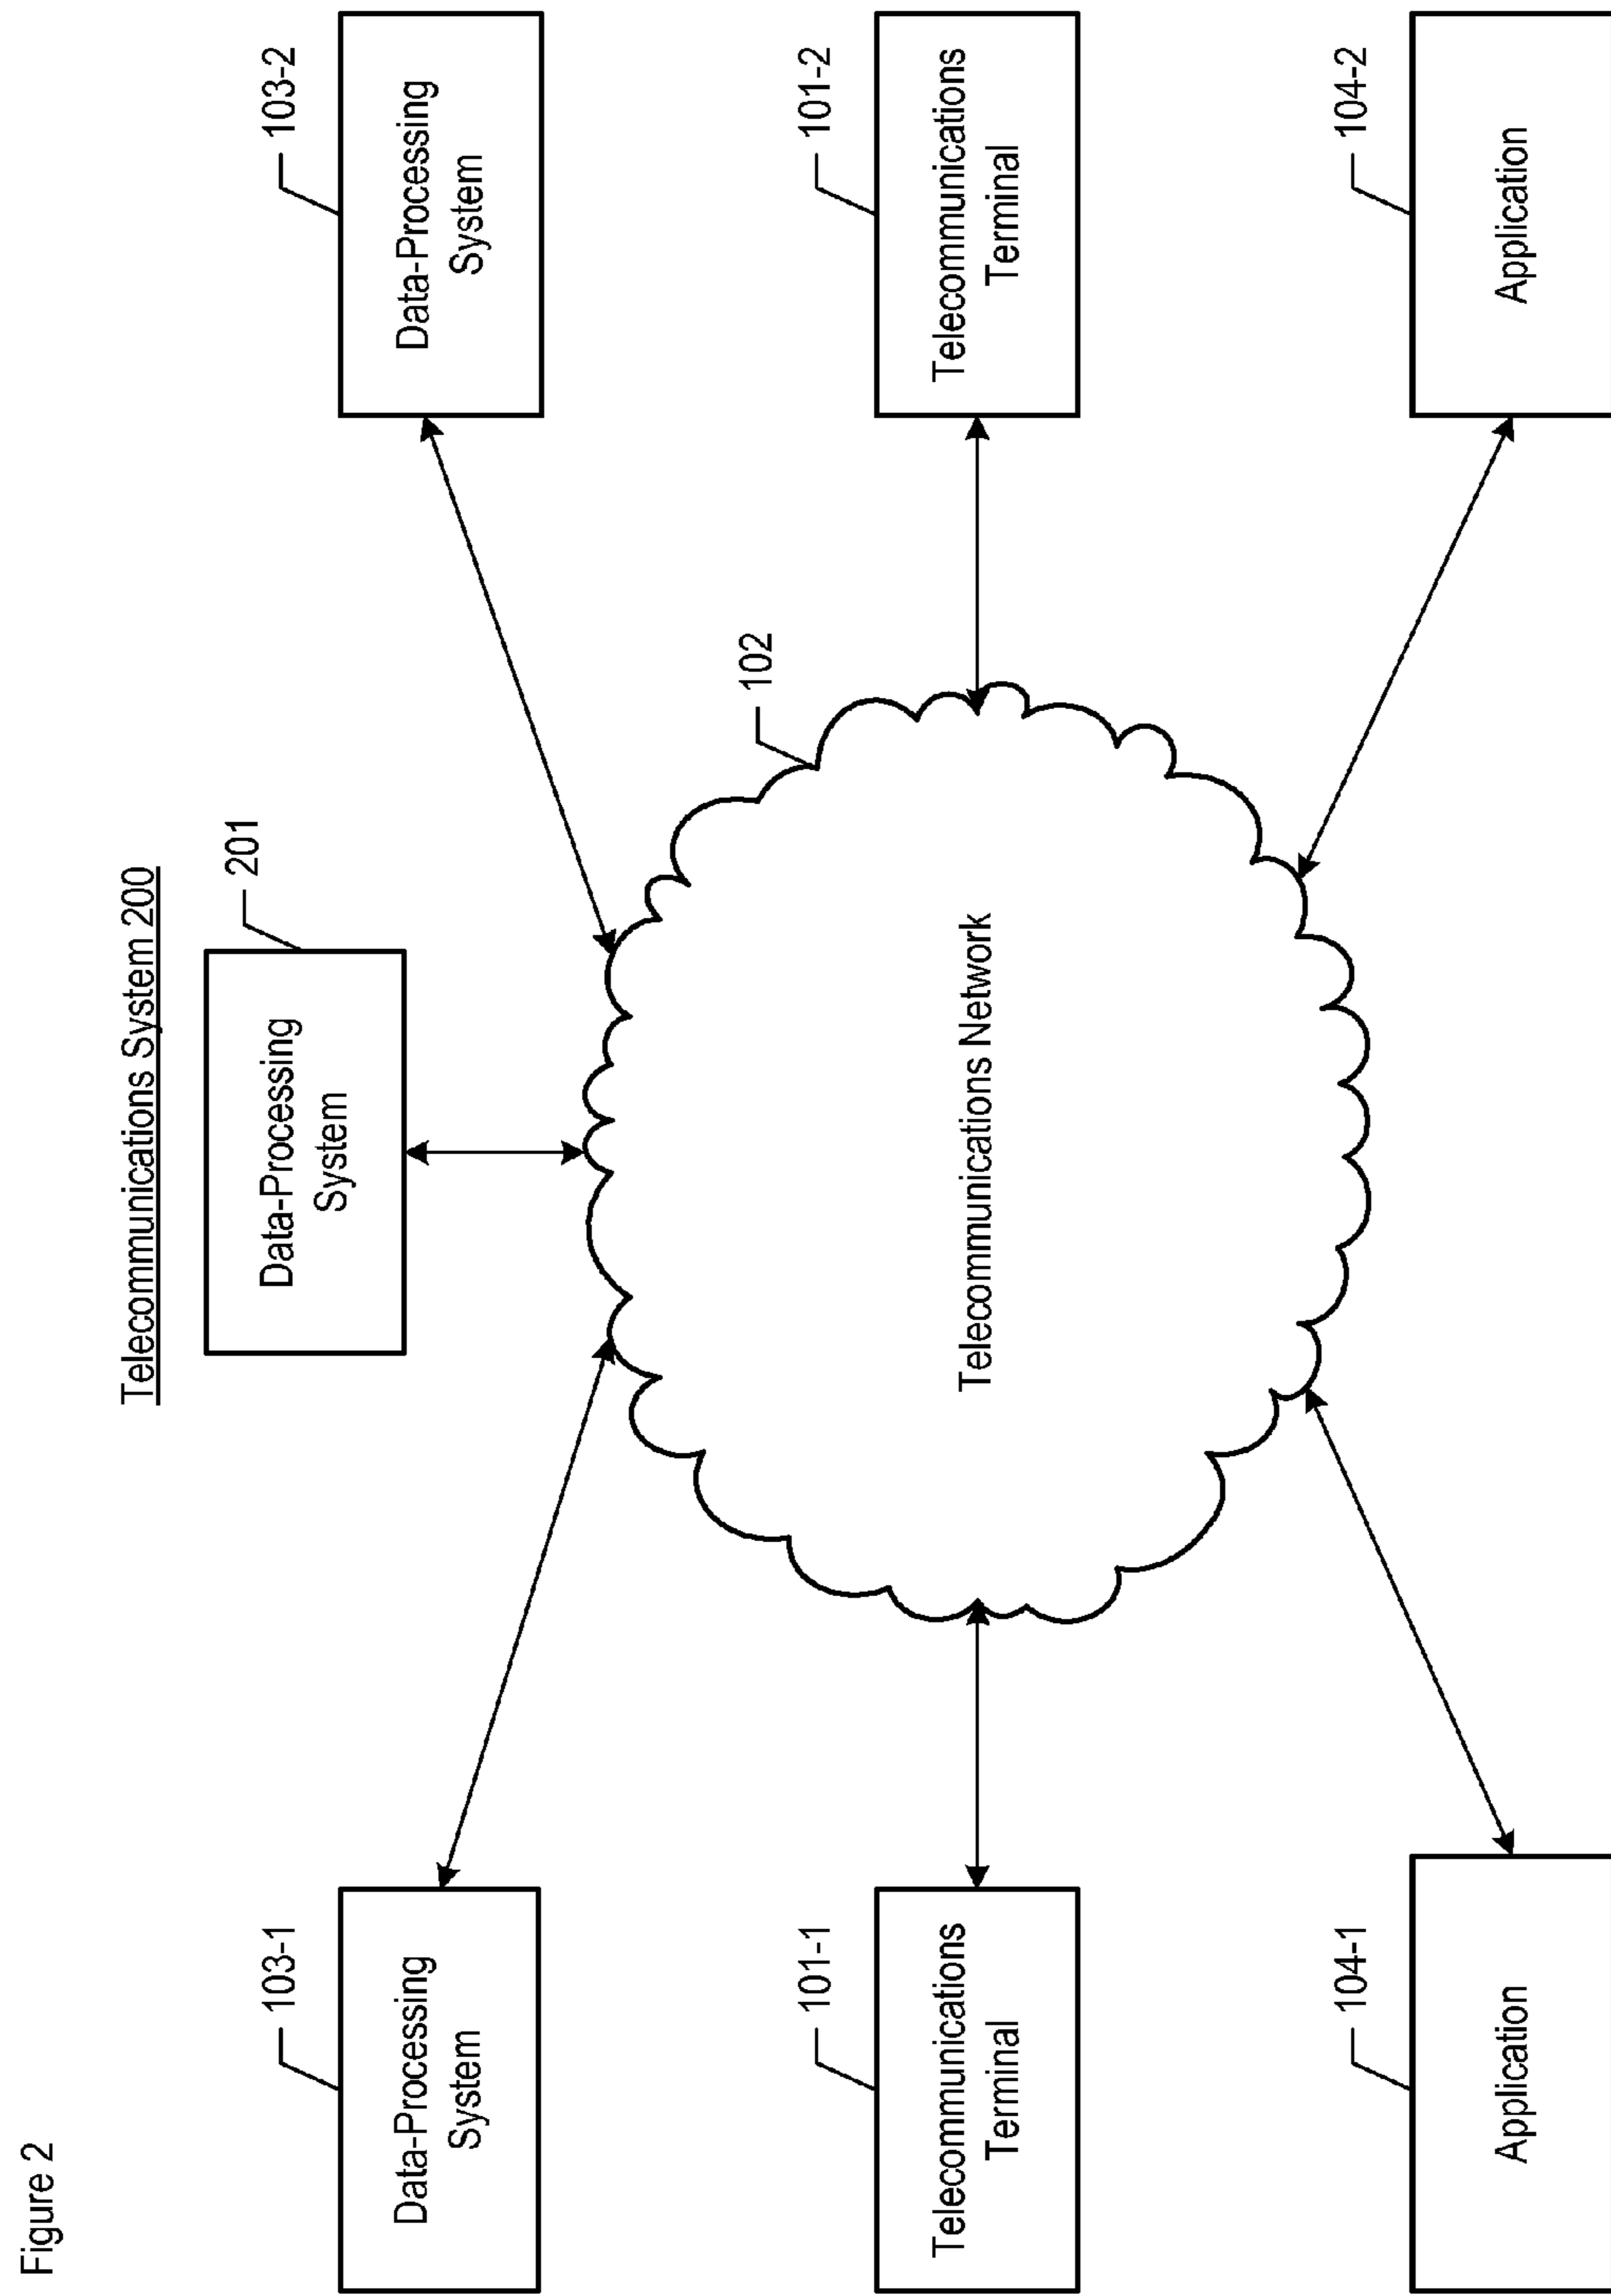 Figure 2
Telecommunications System 200
201
Data-Processing
System
103-1
Data-Processing
System
103-2
Data-Processing
System
102
Telecommunications Network
101-1
Telecommunications
Terminal
101-2
Telecommunications
Terminal
104-1
Application
104-2
Application